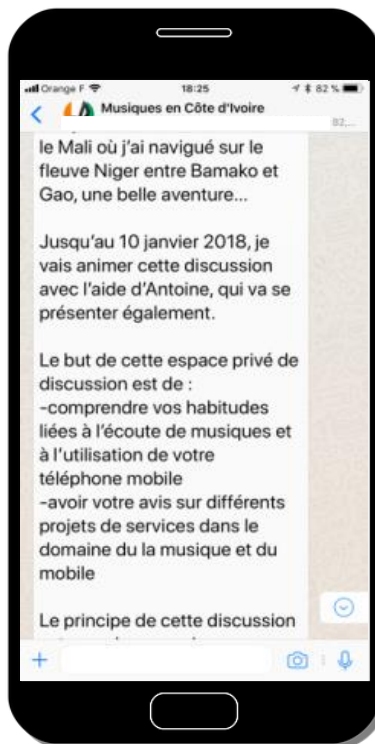 Orange F 18:25 82 %
Musiques en Côte d'Ivoire
82,...
le Mali où j'ai navigué sur le
fleuve Niger entre Bamako et
Gao, une belle aventure...
Jusqu'au 10 janvier 2018, je
vais animer cette discussion
avec l'aide d'Antoine, qui va se
présenter également.
Le but de cette espace privé de
discussion est de :
-comprendre vos habitudes
liées à l'écoute de musiques et
à l'utilisation de votre
téléphone mobile
-avoir votre avis sur différents
projets de services dans le
domaine du la musique et du
mobile
Le principe de cette discussion